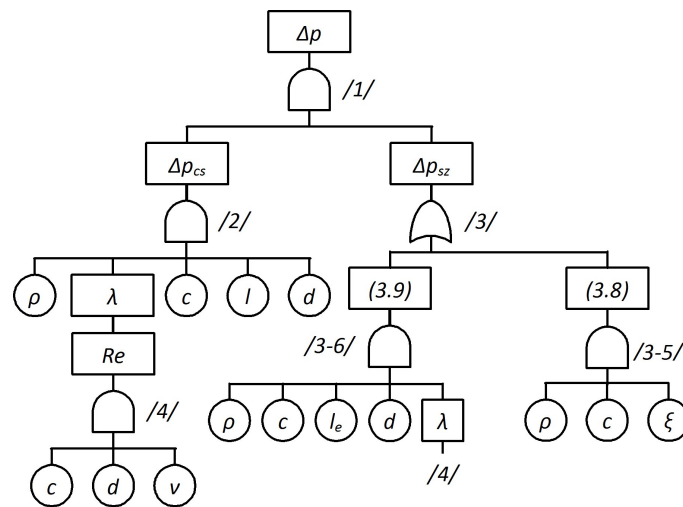 Δp
/1/
Δp_cs
Δp_sz
/2/
/3/
ρ
λ
c
l
d
(3.9)
(3.8)
Re
/3-6/
/3-5/
/4/
ρ
c
l_e
d
λ
ρ
c
ξ
/4/
c
d
ν